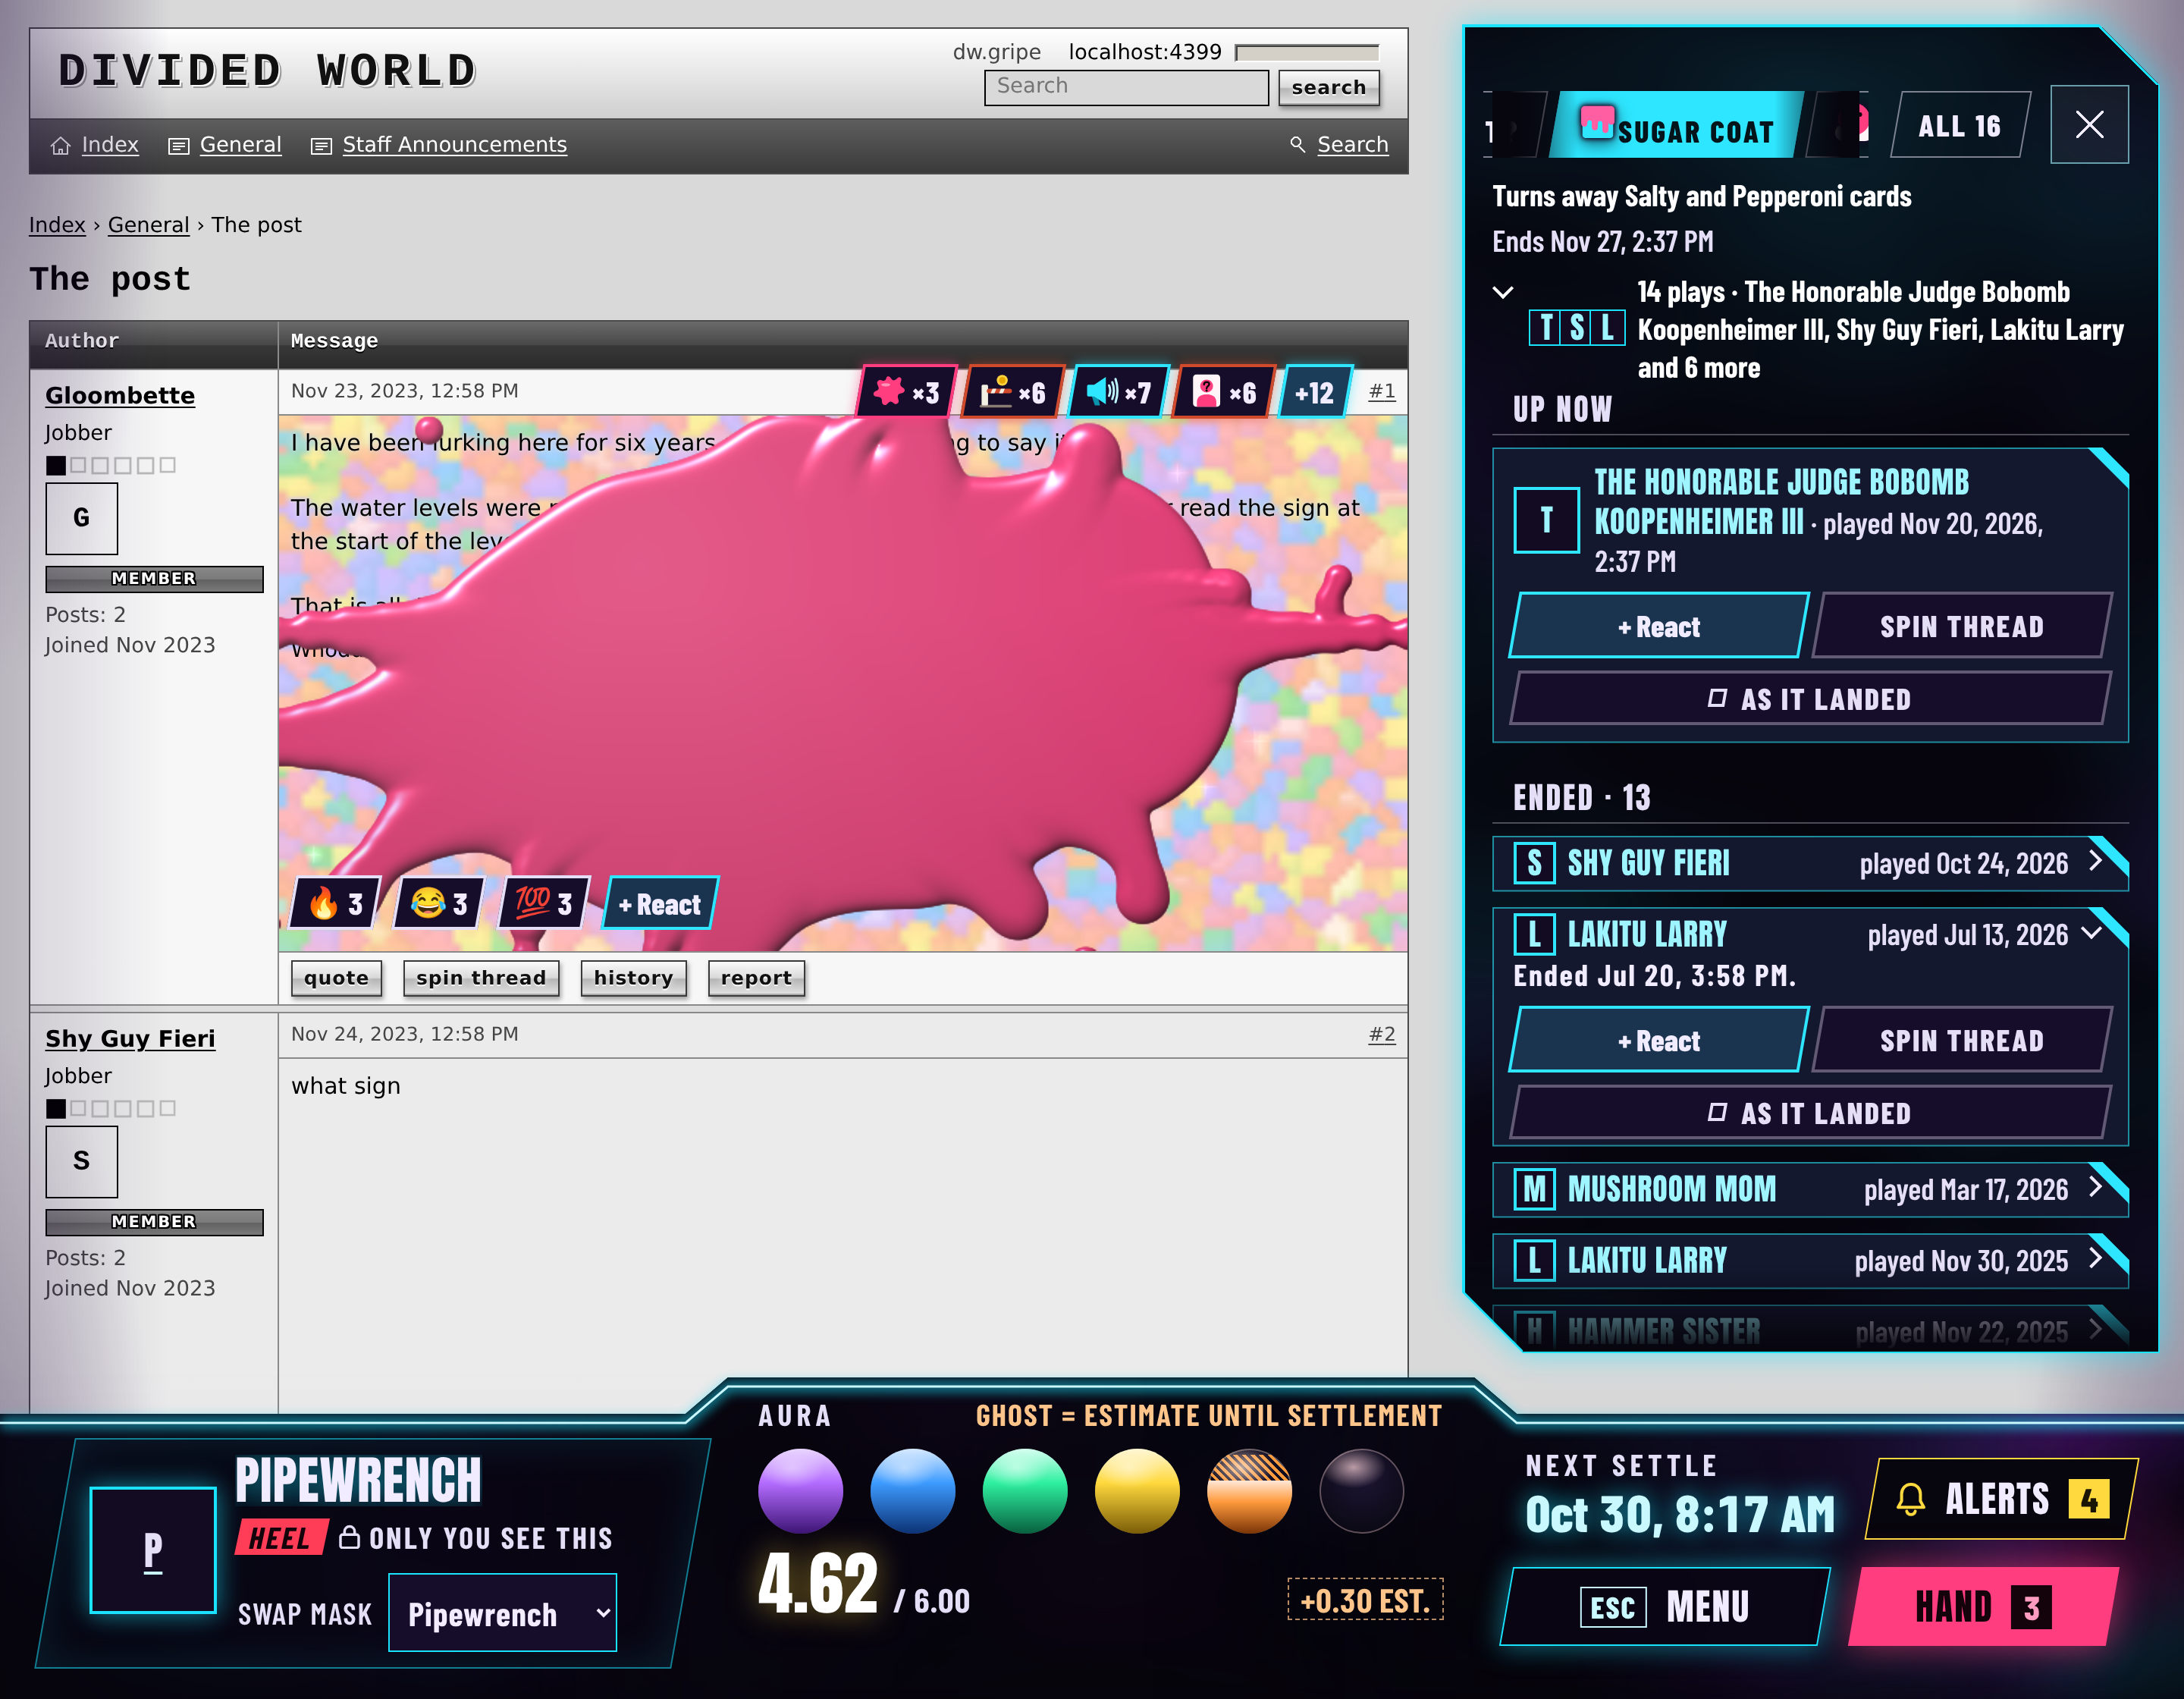 DIVIDED WORLD
dw.gripe localhost:4399
Search search
Index General Staff Announcements Search
Index › General › The post
The post
Author Message
Gloombette
Jobber
G
MEMBER
Posts: 2
Joined Nov 2023
Nov 23, 2023, 12:58 PM ×3 ×6 ×7 ×6 +12 #1
I have been lurking here for six years g to say
The water levels were read the sign at
the start of the
That is
🔥 3 😂 3 💯 3 + React
quote spin thread history report
Shy Guy Fieri
Jobber
S
MEMBER
Posts: 2
Joined Nov 2023
Nov 24, 2023, 12:58 PM #2
what sign
SUGAR COAT ALL 16
Turns away Salty and Pepperoni cards
Ends Nov 27, 2:37 PM
T S L
14 plays · The Honorable Judge Bobomb
Koopenheimer III, Shy Guy Fieri, Lakitu Larry
and 6 more
UP NOW
T
THE HONORABLE JUDGE BOBOMB
KOOPENHEIMER III · played Nov 20, 2026,
2:37 PM
+ React SPIN THREAD
AS IT LANDED
ENDED · 13
S SHY GUY FIERI played Oct 24, 2026
L LAKITU LARRY played Jul 13, 2026
Ended Jul 20, 3:58 PM.
+ React SPIN THREAD
AS IT LANDED
M MUSHROOM MOM played Mar 17, 2026
L LAKITU LARRY played Nov 30, 2025
H HAMMER SISTER played Nov 22, 2025
P
PIPEWRENCH
HEEL ONLY YOU SEE THIS
SWAP MASK Pipewrench
AURA GHOST = ESTIMATE UNTIL SETTLEMENT
4.62 / 6.00 +0.30 EST.
NEXT SETTLE
Oct 30, 8:17 AM
ALERTS 4
ESC MENU
HAND 3